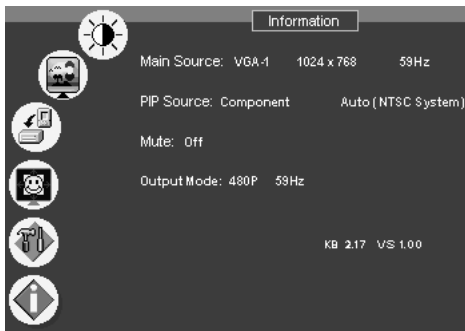 Information
Main Source: VGA-1 1024 x 768 59Hz
PIP Source: Component Auto (NTSC System)
Mute: Off
Output Mode: 480P 59Hz
KB 2.17 VS 1.00